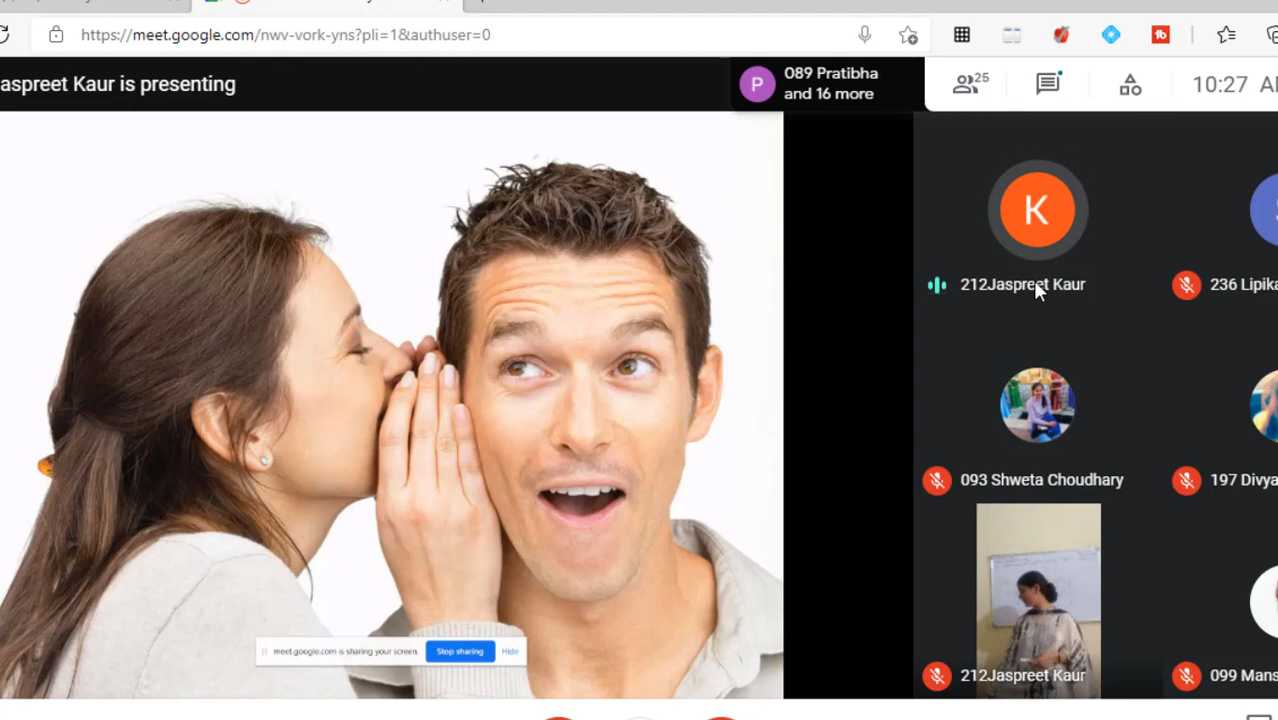 https://meet.google.com/nwv-vork-yns?pli=1&authuser=0
aspreet Kaur is presenting
P
089 Pratibha
and 16 more
25
10:27
K
212Jaspreet Kaur
236 Lipika
093 Shweta Choudhary
197 Divya
meet.google.com is sharing your screen.
Stop sharing
Hide
212Jaspreet Kaur
099 Mans